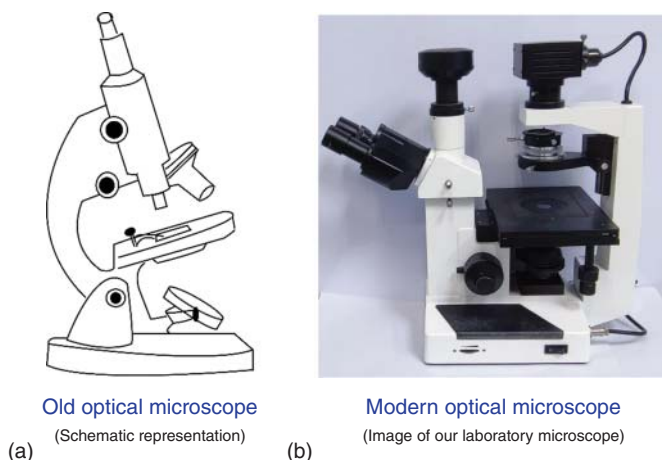 Old optical microscope
(Schematic representation)
(a)
Modern optical microscope
(Image of our laboratory microscope)
(b)